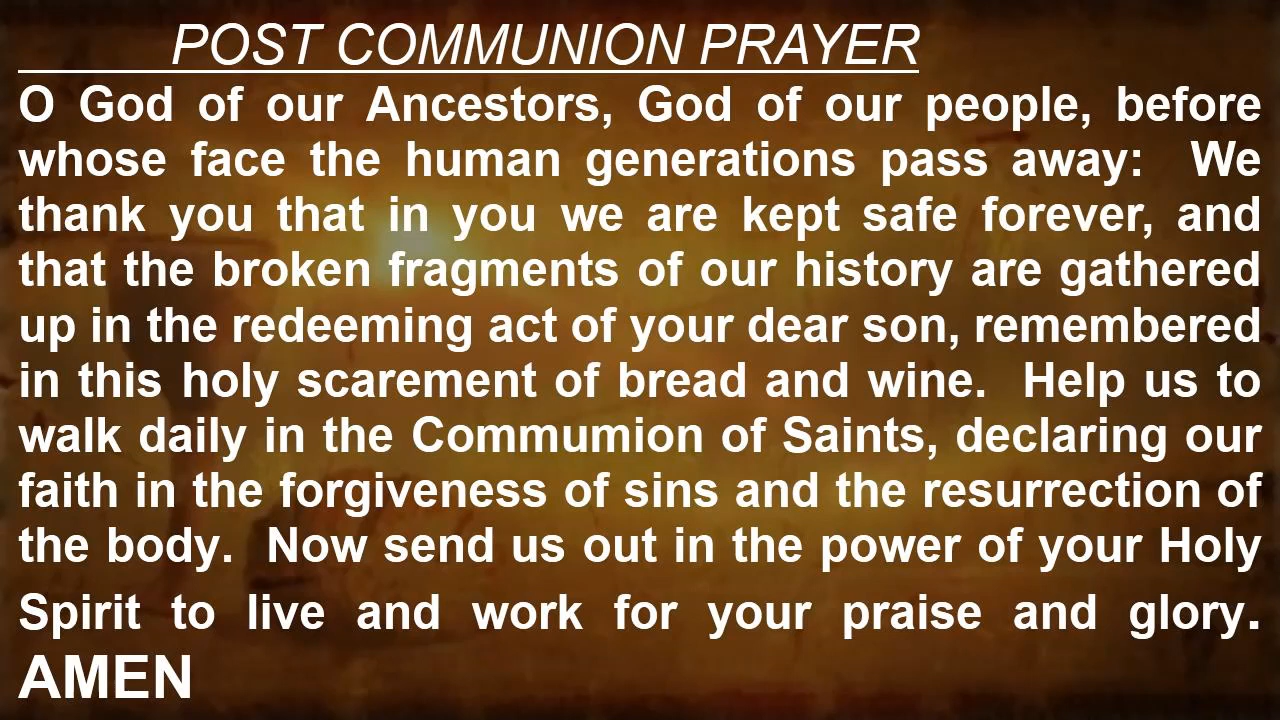 POST COMMUNION PRAYER
O God of our Ancestors, God of our people, before
whose face the human generations pass away:  We
thank you that in you we are kept safe forever, and
that the broken fragments of our history are gathered
up in the redeeming act of your dear son, remembered
in this holy scarement of bread and wine.  Help us to
walk daily in the Commumion of Saints, declaring our
faith in the forgiveness of sins and the resurrection of
the body.  Now send us out in the power of your Holy
Spirit to live and work for your praise and glory.
AMEN